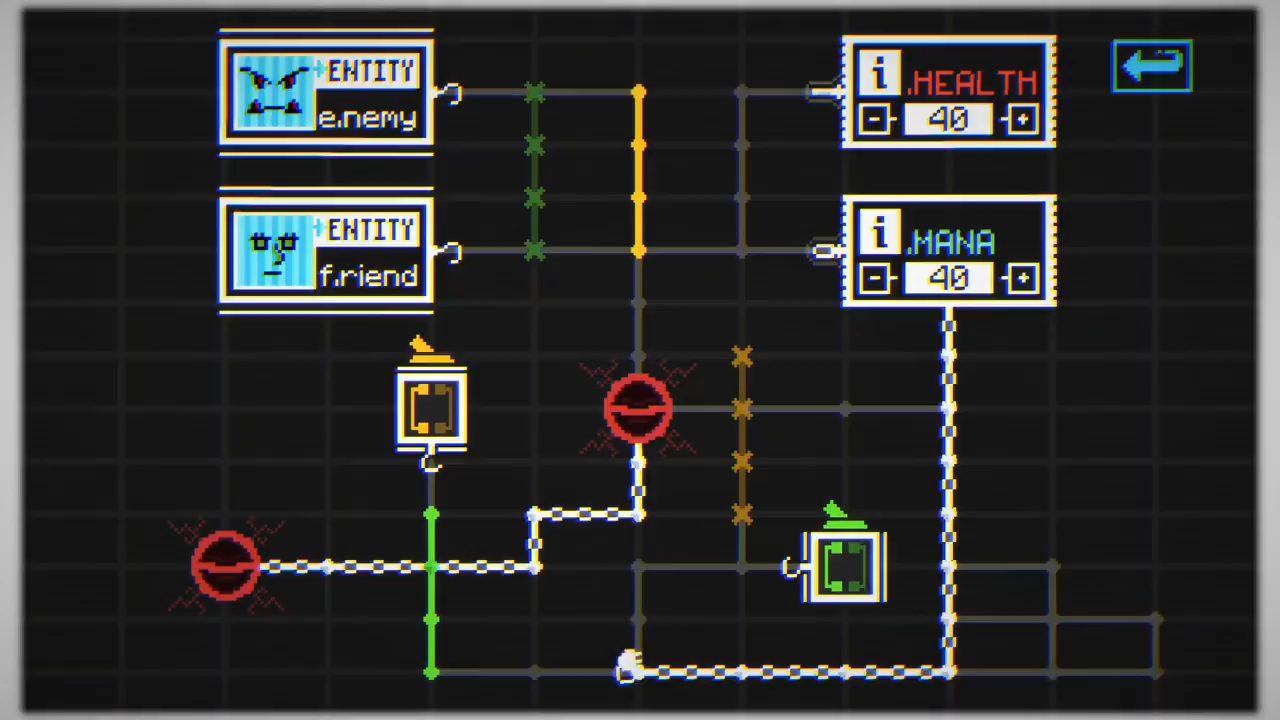 ENTITY
e.nemy
i .HEALTH
- 40 +
ENTITY
f.riend
i .MANA
- 40 +